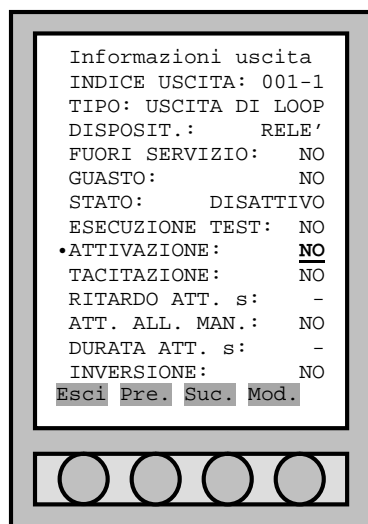 Informazioni uscita
INDICE USCITA: 001-1
TIPO: USCITA DI LOOP
DISPOSIT.: RELE’
FUORI SERVIZIO: NO
GUASTO: NO
STATO: DISATTIVO
ESECUZIONE TEST: NO
•ATTIVAZIONE: NO
TACITAZIONE: NO
RITARDO ATT. s: -
ATT. ALL. MAN.: NO
DURATA ATT. s: -
INVERSIONE: NO
Esci Pre. Suc. Mod.